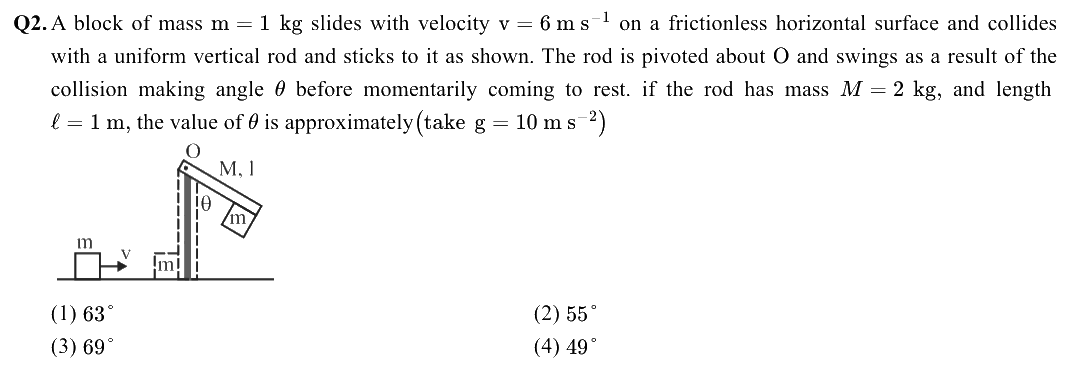 Q2. A block of mass m = 1 kg slides with velocity v = 6 m s⁻¹ on a frictionless horizontal surface and collides
with a uniform vertical rod and sticks to it as shown. The rod is pivoted about O and swings as a result of the
collision making angle θ before momentarily coming to rest. if the rod has mass M = 2 kg, and length
ℓ = 1 m, the value of θ is approximately(take g = 10 m s⁻²)
O
M, l
θ
m
m
v
m
(1) 63° (2) 55°
(3) 69° (4) 49°